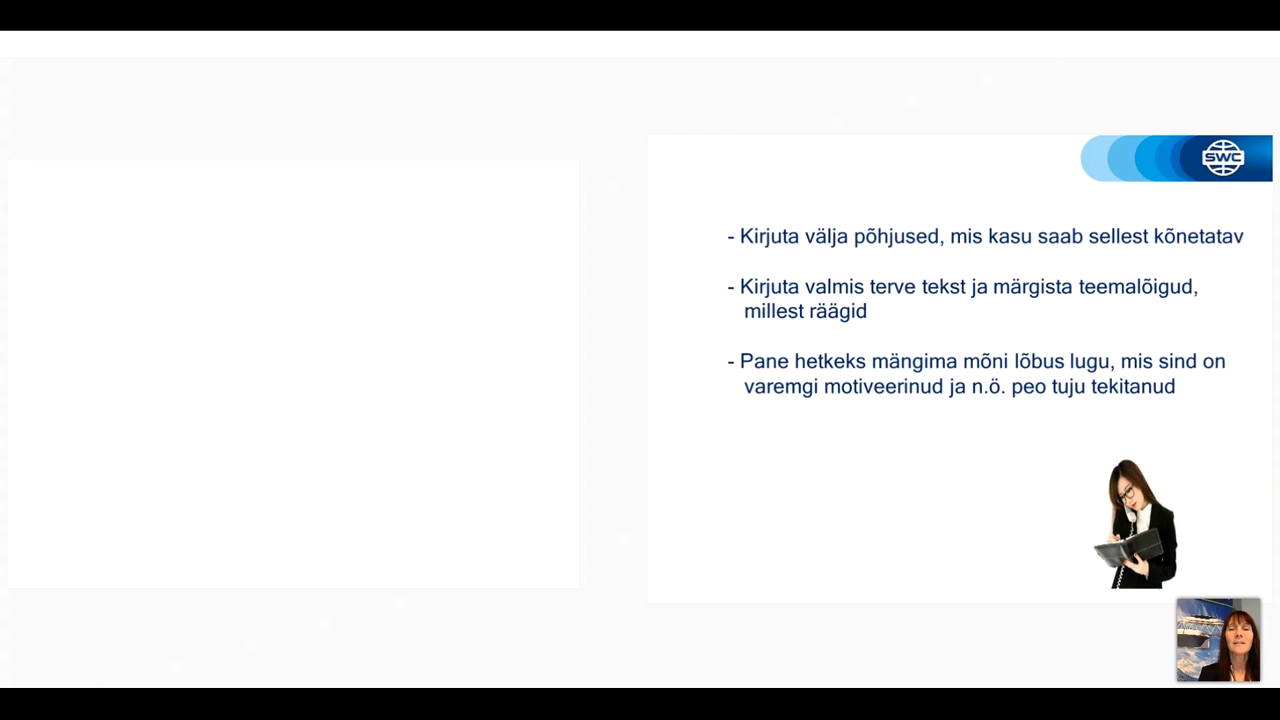 SWC
- Kirjuta välja põhjused, mis kasu saab sellest kõnetatav
- Kirjuta valmis terve tekst ja märgista teemalõigud,
millest räägid
- Pane hetkeks mängima mõni lõbus lugu, mis sind on
varemgi motiveerinud ja n.ö. peo tuju tekitanud